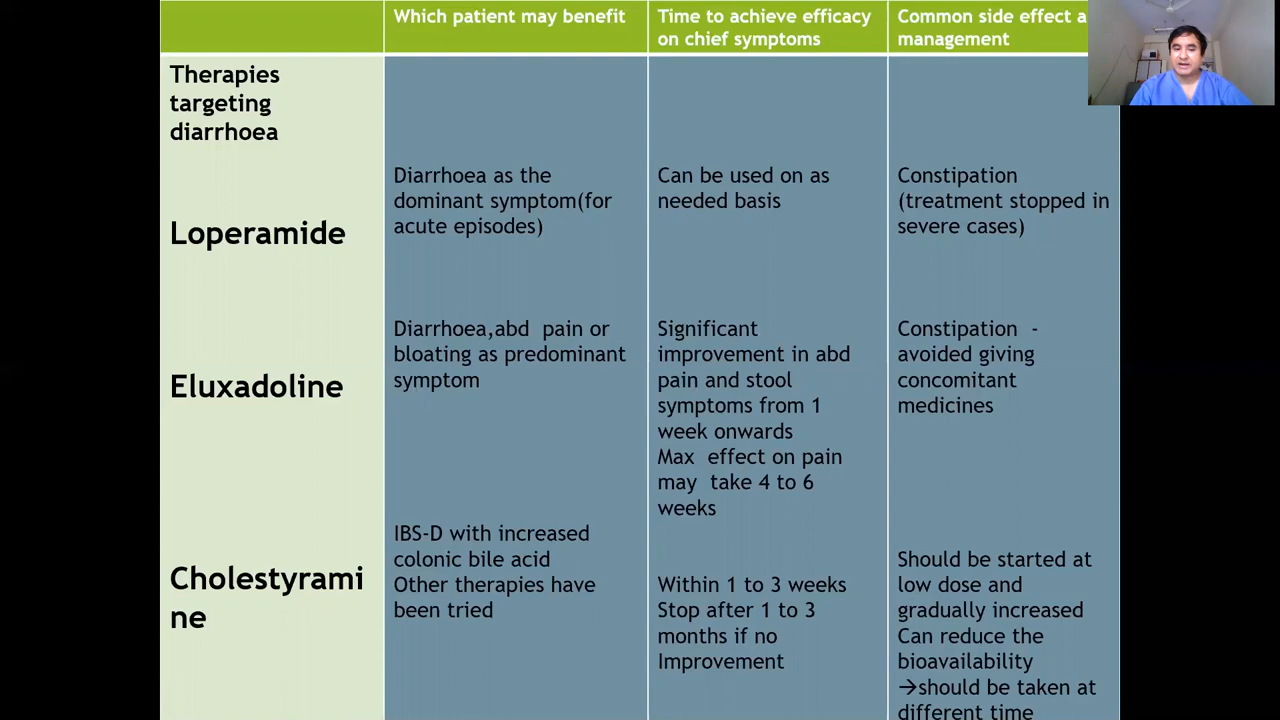 Which patient may benefit
Time to achieve efficacy
on chief symptoms
Common side effect a
management
Therapies
targeting
diarrhoea
Loperamide
Diarrhoea as the
dominant symptom(for
acute episodes)
Can be used on as
needed basis
Constipation
(treatment stopped in
severe cases)
Eluxadoline
Diarrhoea,abd  pain or
bloating as predominant
symptom
Significant
improvement in abd
pain and stool
symptoms from 1
week onwards
Max  effect on pain
may  take 4 to 6
weeks
Constipation  -
avoided giving
concomitant
medicines
Cholestyrami
ne
IBS-D with increased
colonic bile acid
Other therapies have
been tried
Within 1 to 3 weeks
Stop after 1 to 3
months if no
Improvement
Should be started at
low dose and
gradually increased
Can reduce the
bioavailability
→should be taken at
different time